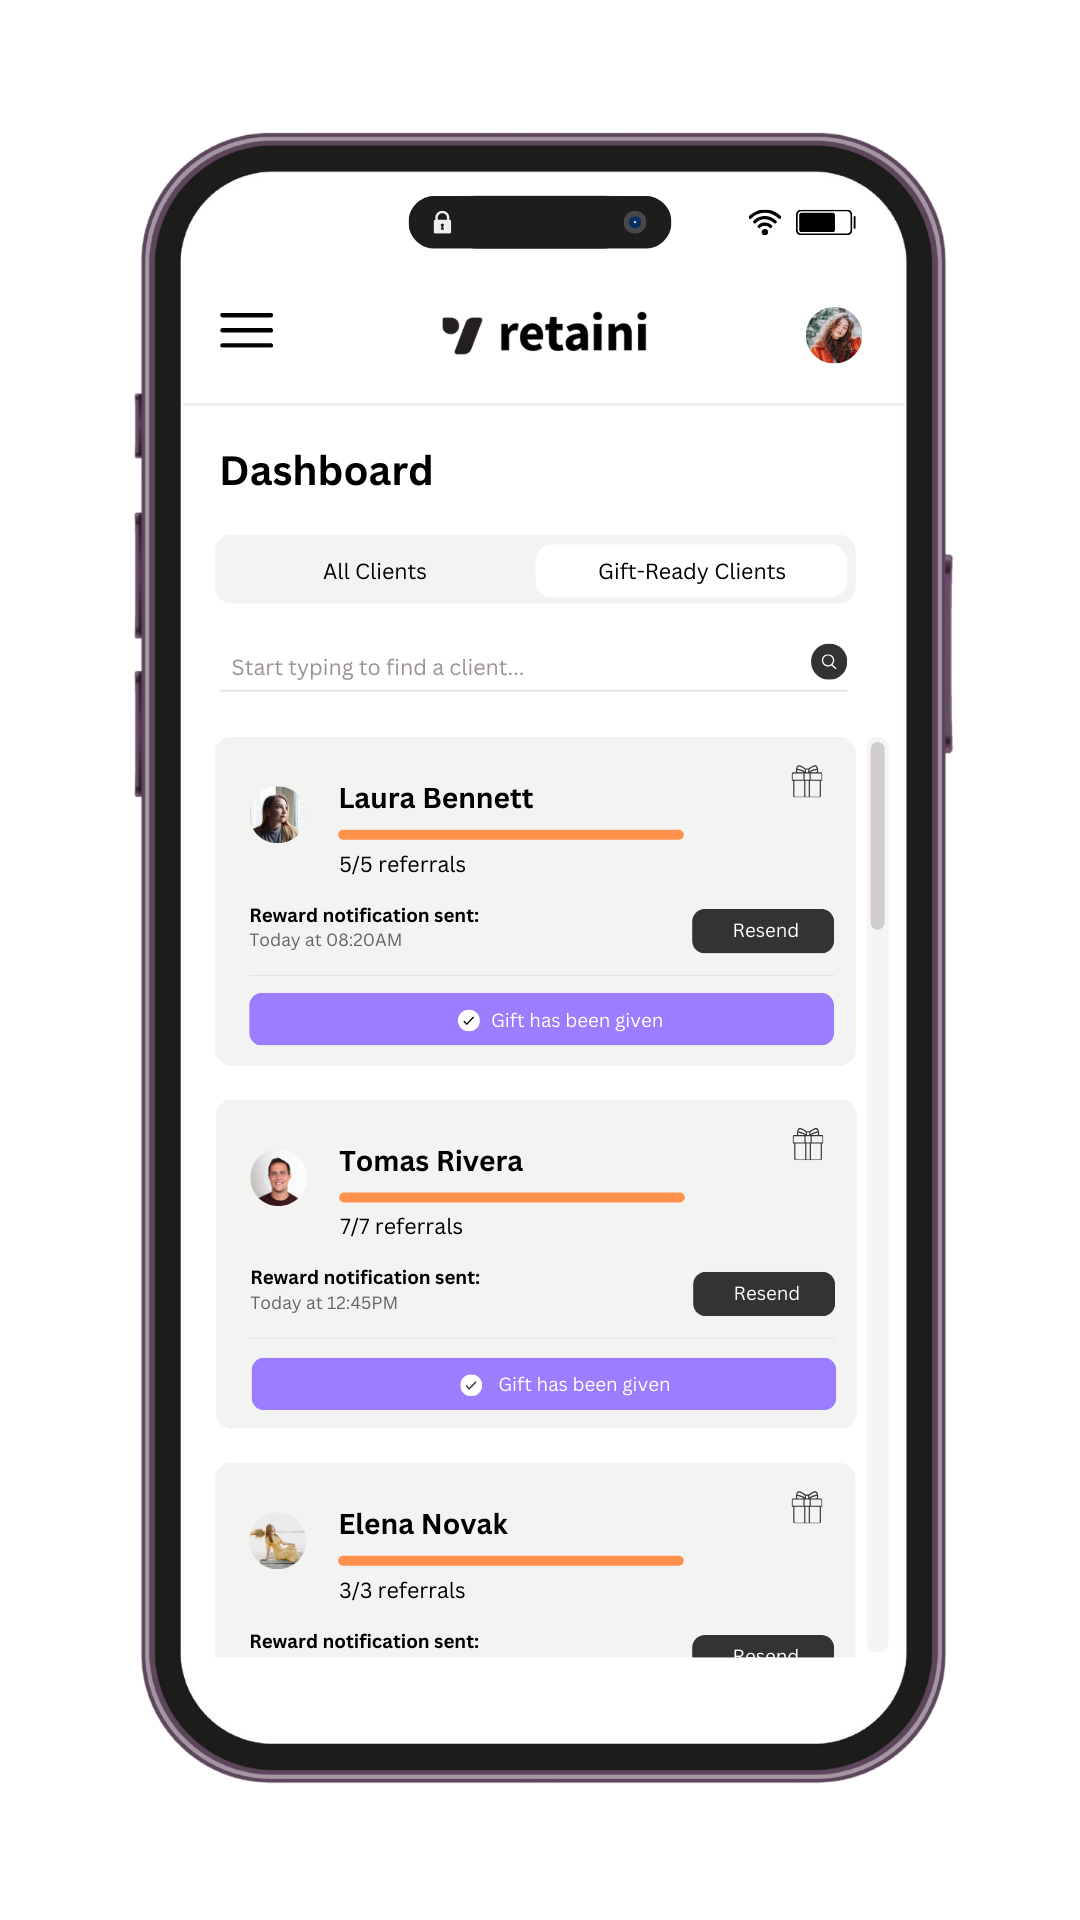 retaini
Dashboard
All Clients
Gift-Ready Clients
Start typing to find a client...
Laura Bennett
5/5 referrals
Reward notification sent:
Today at 08:20AM
Resend
Gift has been given
Tomas Rivera
7/7 referrals
Reward notification sent:
Today at 12:45PM
Resend
Gift has been given
Elena Novak
3/3 referrals
Reward notification sent:
Resend